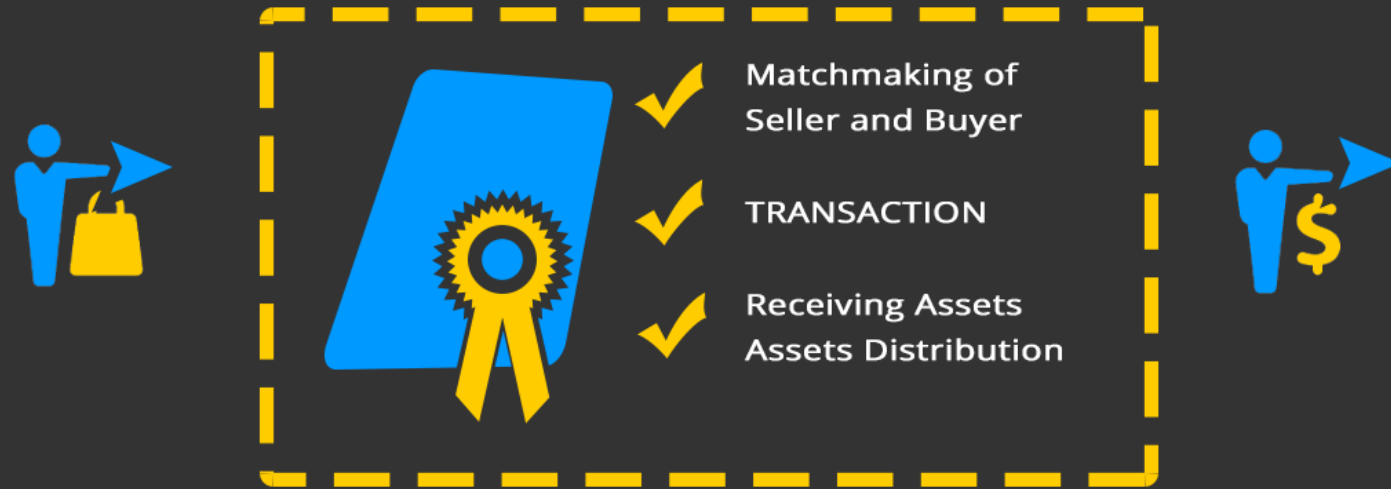 Matchmaking of
Seller and Buyer
TRANSACTION
Receiving Assets
Assets Distribution
$